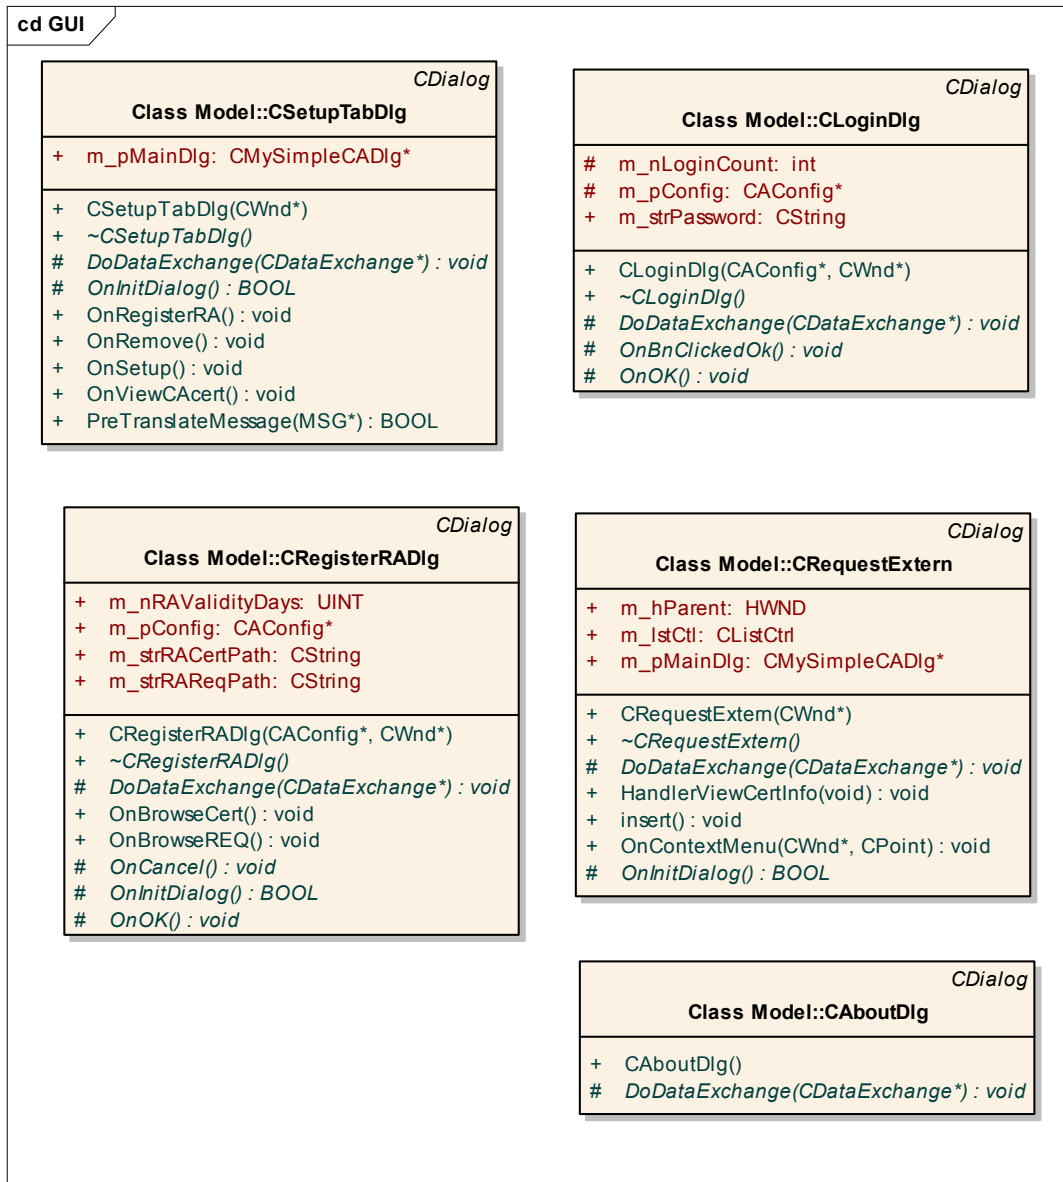 cd GUI
CDialog
Class Model::CSetupTabDlg
+ m_pMainDlg: CMySimpleCADlg*
+ CSetupTabDlg(CWnd*)
+ ~CSetupTabDlg()
# DoDataExchange(CDataExchange*) : void
# OnInitDialog() : BOOL
+ OnRegisterRA() : void
+ OnRemove() : void
+ OnSetup() : void
+ OnViewCAcert() : void
+ PreTranslateMessage(MSG*) : BOOL
CDialog
Class Model::CLoginDlg
# m_nLoginCount: int
# m_pConfig: CAConfig*
+ m_strPassword: CString
+ CLoginDlg(CAConfig*, CWnd*)
+ ~CLoginDlg()
# DoDataExchange(CDataExchange*) : void
# OnBnClickedOk() : void
# OnOK() : void
CDialog
Class Model::CRegisterRADlg
+ m_nRAValidityDays: UINT
+ m_pConfig: CAConfig*
+ m_strRACertPath: CString
+ m_strRAReqPath: CString
+ CRegisterRADlg(CAConfig*, CWnd*)
+ ~CRegisterRADlg()
# DoDataExchange(CDataExchange*) : void
+ OnBrowseCert() : void
+ OnBrowseREQ() : void
# OnCancel() : void
# OnInitDialog() : BOOL
# OnOK() : void
CDialog
Class Model::CRequestExtern
+ m_hParent: HWND
+ m_lstCtl: CListCtrl
+ m_pMainDlg: CMySimpleCADlg*
+ CRequestExtern(CWnd*)
+ ~CRequestExtern()
# DoDataExchange(CDataExchange*) : void
+ HandlerViewCertInfo(void) : void
+ insert() : void
+ OnContextMenu(CWnd*, CPoint) : void
# OnInitDialog() : BOOL
CDialog
Class Model::CAboutDlg
+ CAboutDlg()
# DoDataExchange(CDataExchange*) : void